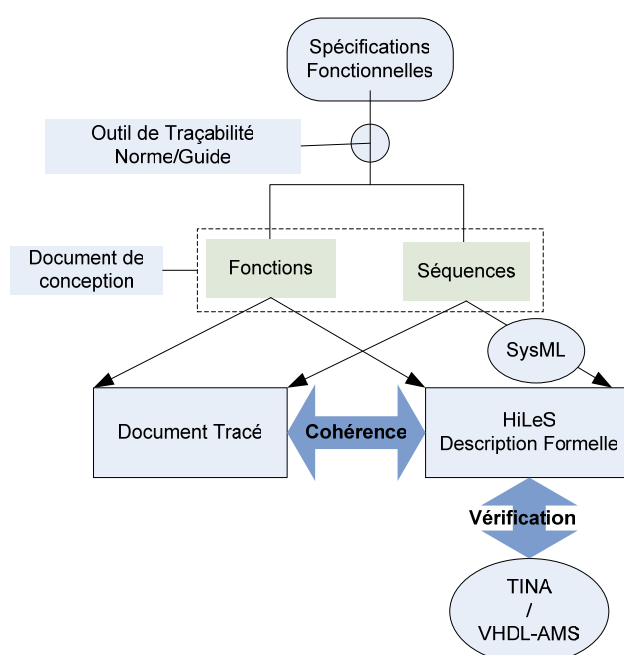 Spécifications
Fonctionnelles
Outil de Traçabilité
Norme/Guide
Document de
conception
Fonctions
Séquences
SysML
Document Tracé
Cohérence
HiLeS
Description Formelle
Vérification
TINA
/
VHDL-AMS